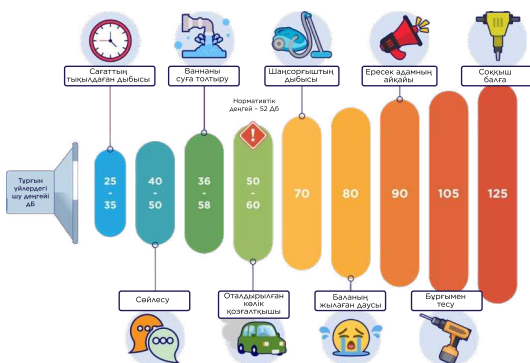 Сағаттың
тықылдаған дыбысы
Ваннаны
суға толтыру
Шаңсорғыштың
дыбысы
Ересек адамның
айқайы
Соққыш
балға
Нормативтік
деңгей – 52 Дб
Тұрғын
үйлердегі
шу деңгейі
дБ
25
-
35
40
-
50
36
-
58
50
-
60
70
80
90
105
125
Сөйлесу
Оталдырылған
көлік
қозғалтқышы
Баланың
жылаған даусы
Бұрғымен
тесу